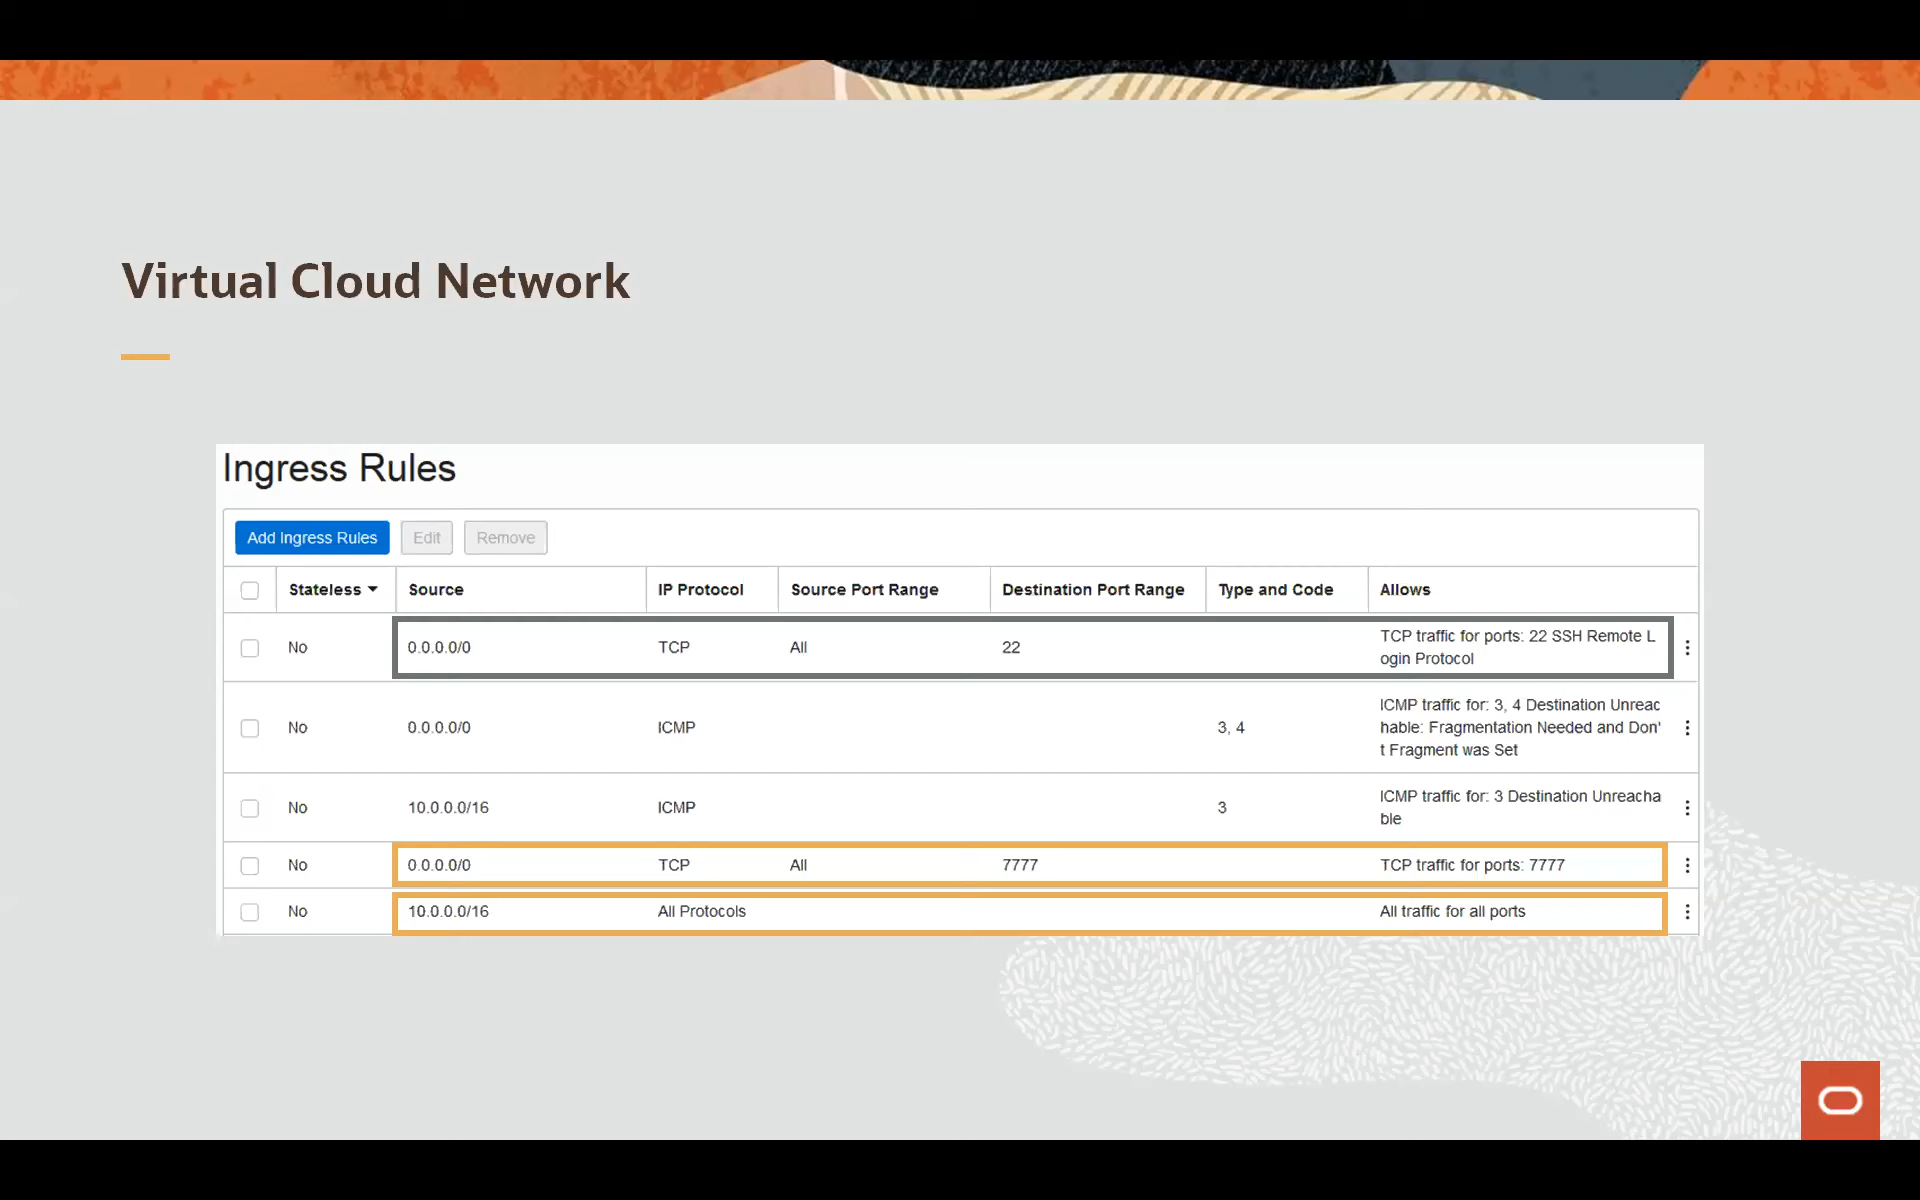 Virtual Cloud Network
Ingress Rules
Add Ingress Rules Edit Remove
Stateless Source IP Protocol Source Port Range Destination Port Range Type and Code Allows
No 0.0.0.0/0 TCP All 22 TCP traffic for ports: 22 SSH Remote L
ogin Protocol
No 0.0.0.0/0 ICMP 3, 4 ICMP traffic for: 3, 4 Destination Unreac
hable: Fragmentation Needed and Don'
t Fragment was Set
No 10.0.0.0/16 ICMP 3 ICMP traffic for: 3 Destination Unreacha
ble
No 0.0.0.0/0 TCP All 7777 TCP traffic for ports: 7777
No 10.0.0.0/16 All Protocols All traffic for all ports